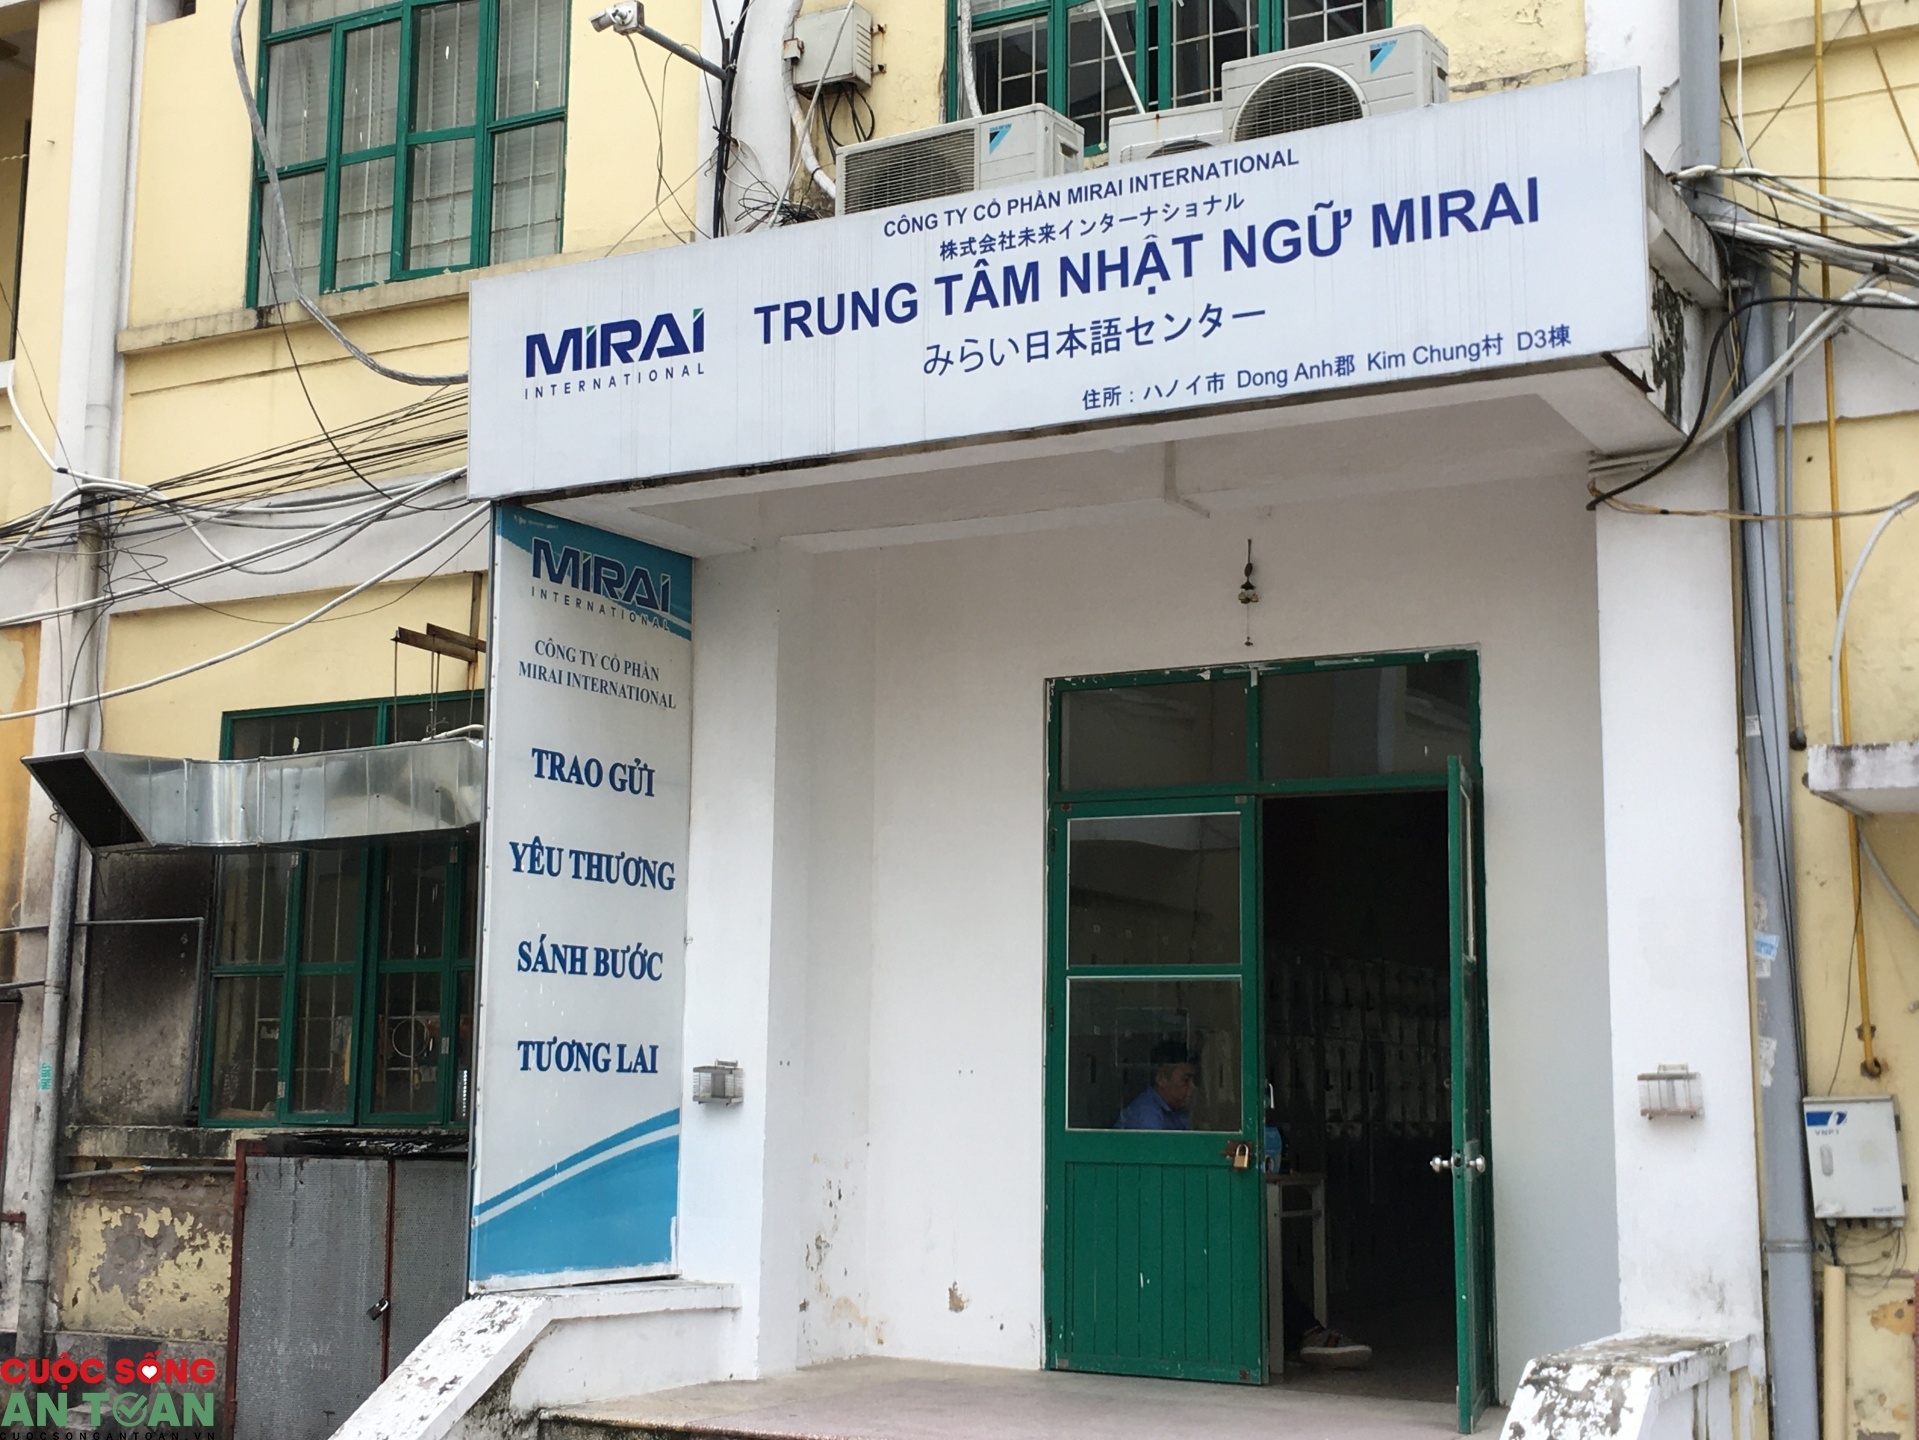 CÔNG TY CỔ PHẦN MIRAI INTERNATIONAL
株式会社未来インターナショナル
MIRAI
INTERNATIONAL
TRUNG TÂM NHẬT NGỮ MIRAI
みらい日本語センター
住所：ハノイ市 Dong Anh郡 Kim Chung村 D3棟
MIRAI
INTERNATIONAL
CÔNG TY CỔ PHẦN
MIRAI INTERNATIONAL
TRAO GỬI
YÊU THƯƠNG
SÁNH BƯỚC
TƯƠNG LAI
VNPT
CUỘC SỐNG
AN TOÀN
CUOCSONGANTOAN.VN